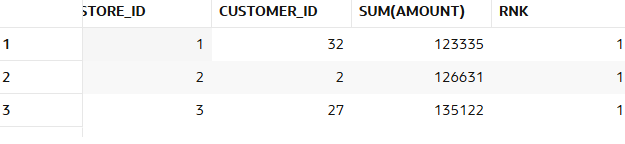 STORE_ID CUSTOMER_ID SUM(AMOUNT) RNK
1 1 32 123335 1
2 2 2 126631 1
3 3 27 135122 1